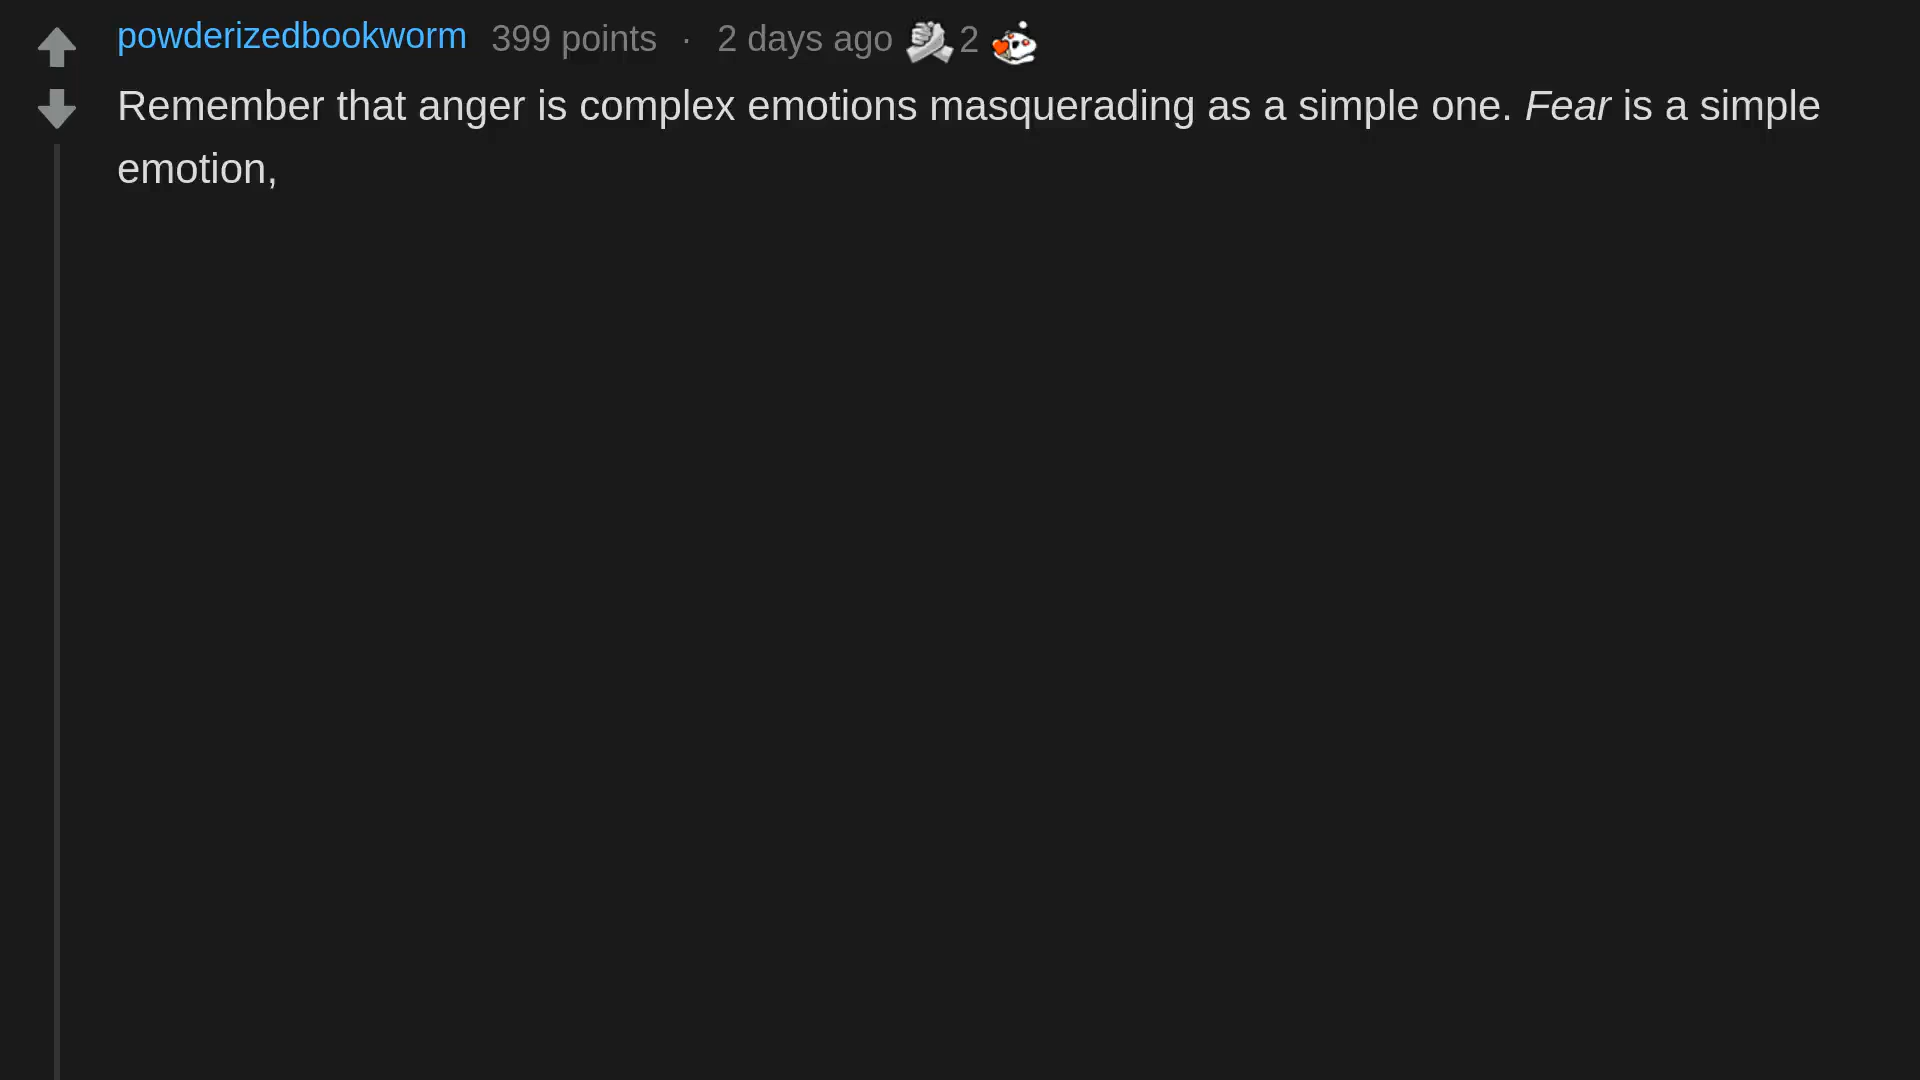 powderizedbookworm 399 points · 2 days ago 2
Remember that anger is complex emotions masquerading as a simple one. Fear is a simple
emotion,